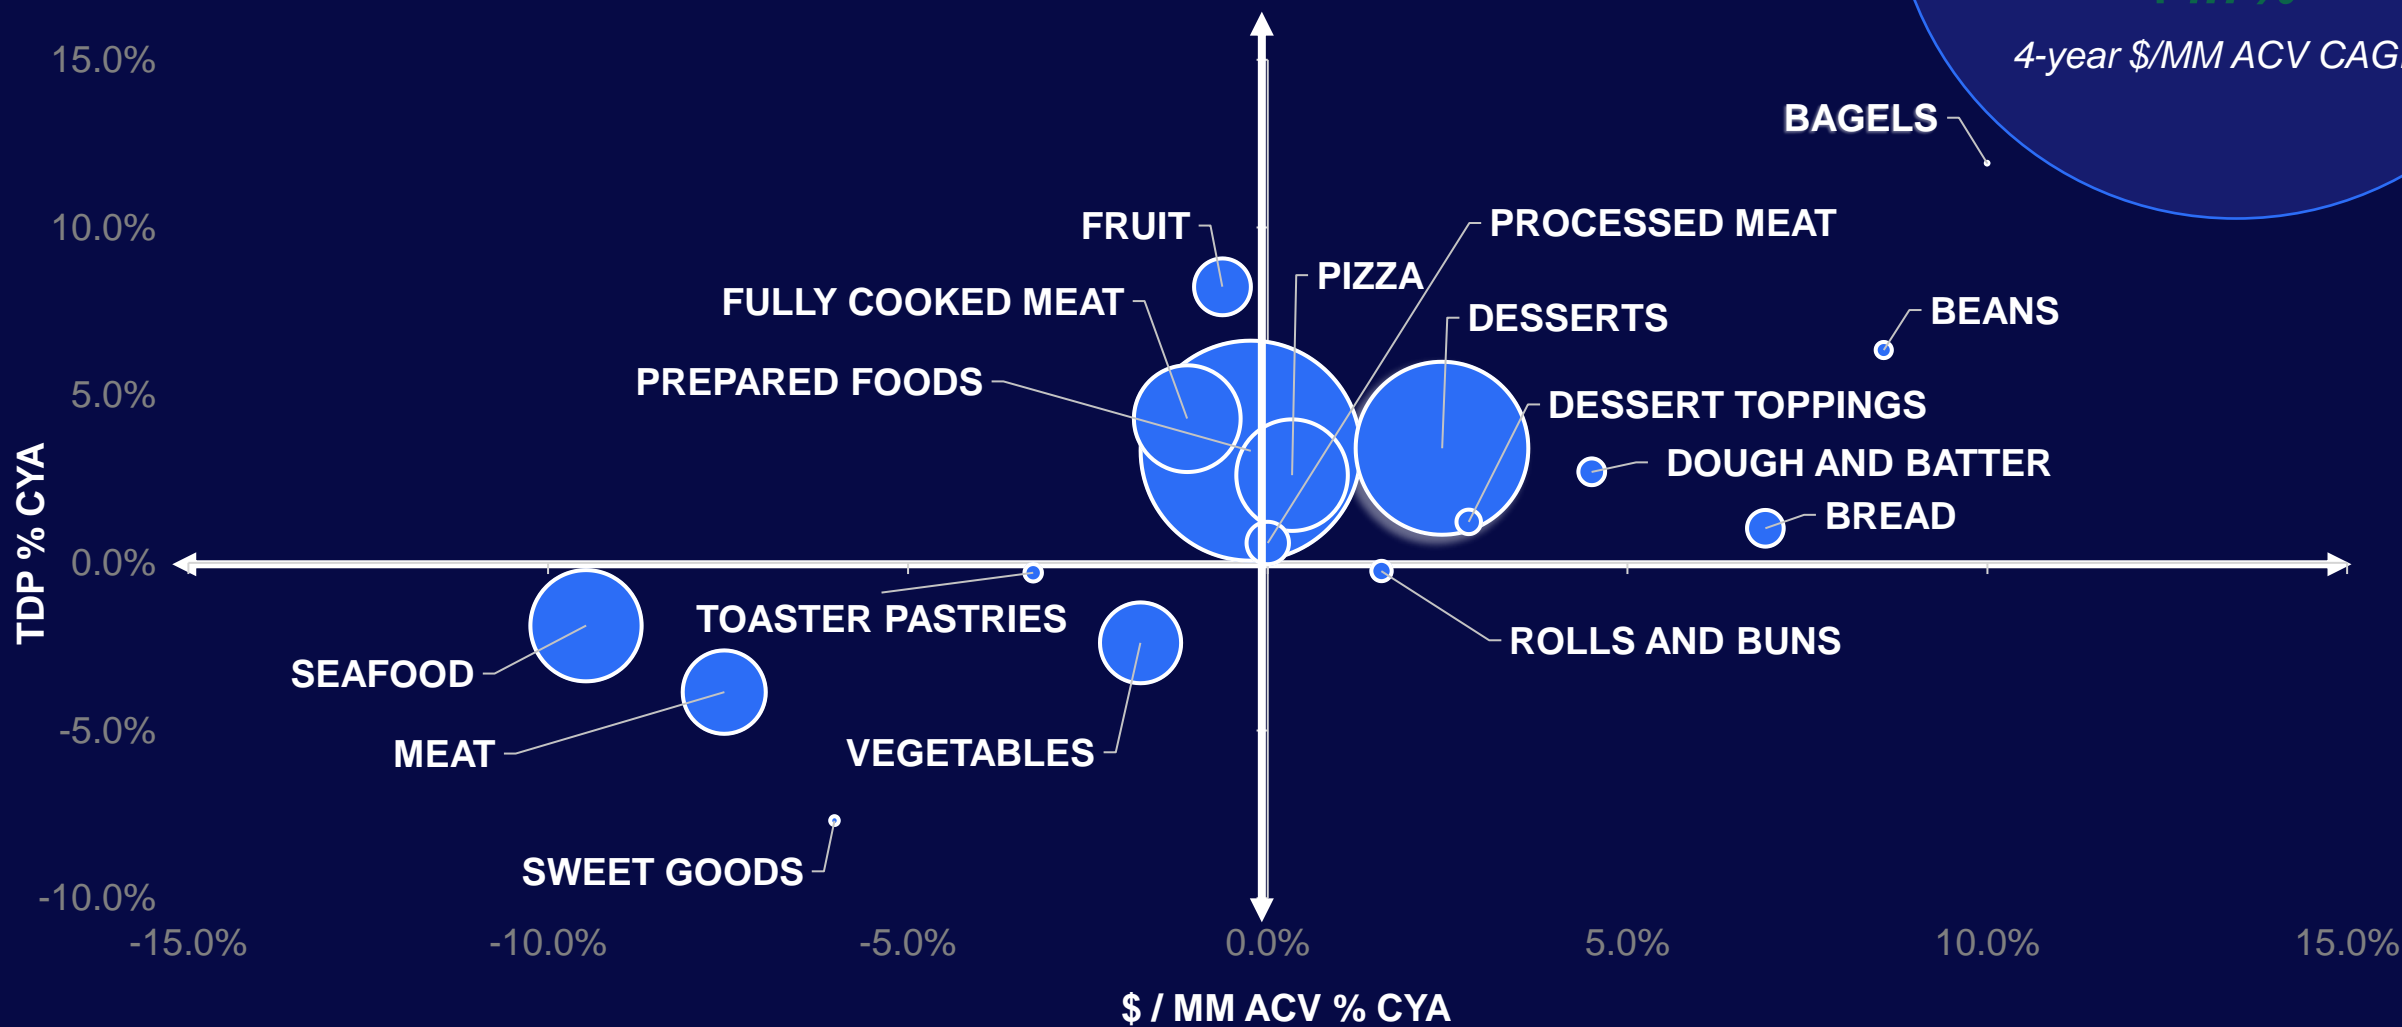 4-year $/MM ACV
15.0%
BAGELS
10.0%
FRUIT
PROCESSED MEAT
PIZZA
FULLY COOKED MEAT
DESSERTS
BEANS
PREPARED FOODS
5.0%
DESSERT TOPPINGS
DOUGH AND BATTER
BREAD
TDP % CYA
0.0%
TOASTER PASTRIES
ROLLS AND BUNS
SEAFOOD
-5.0%
MEAT
VEGETABLES
SWEET GOODS
-10.0%
-15.0%
-10.0%
-5.0%
0.0%
5.0%
10.0%
15.0%
$ / MM ACV % CYA